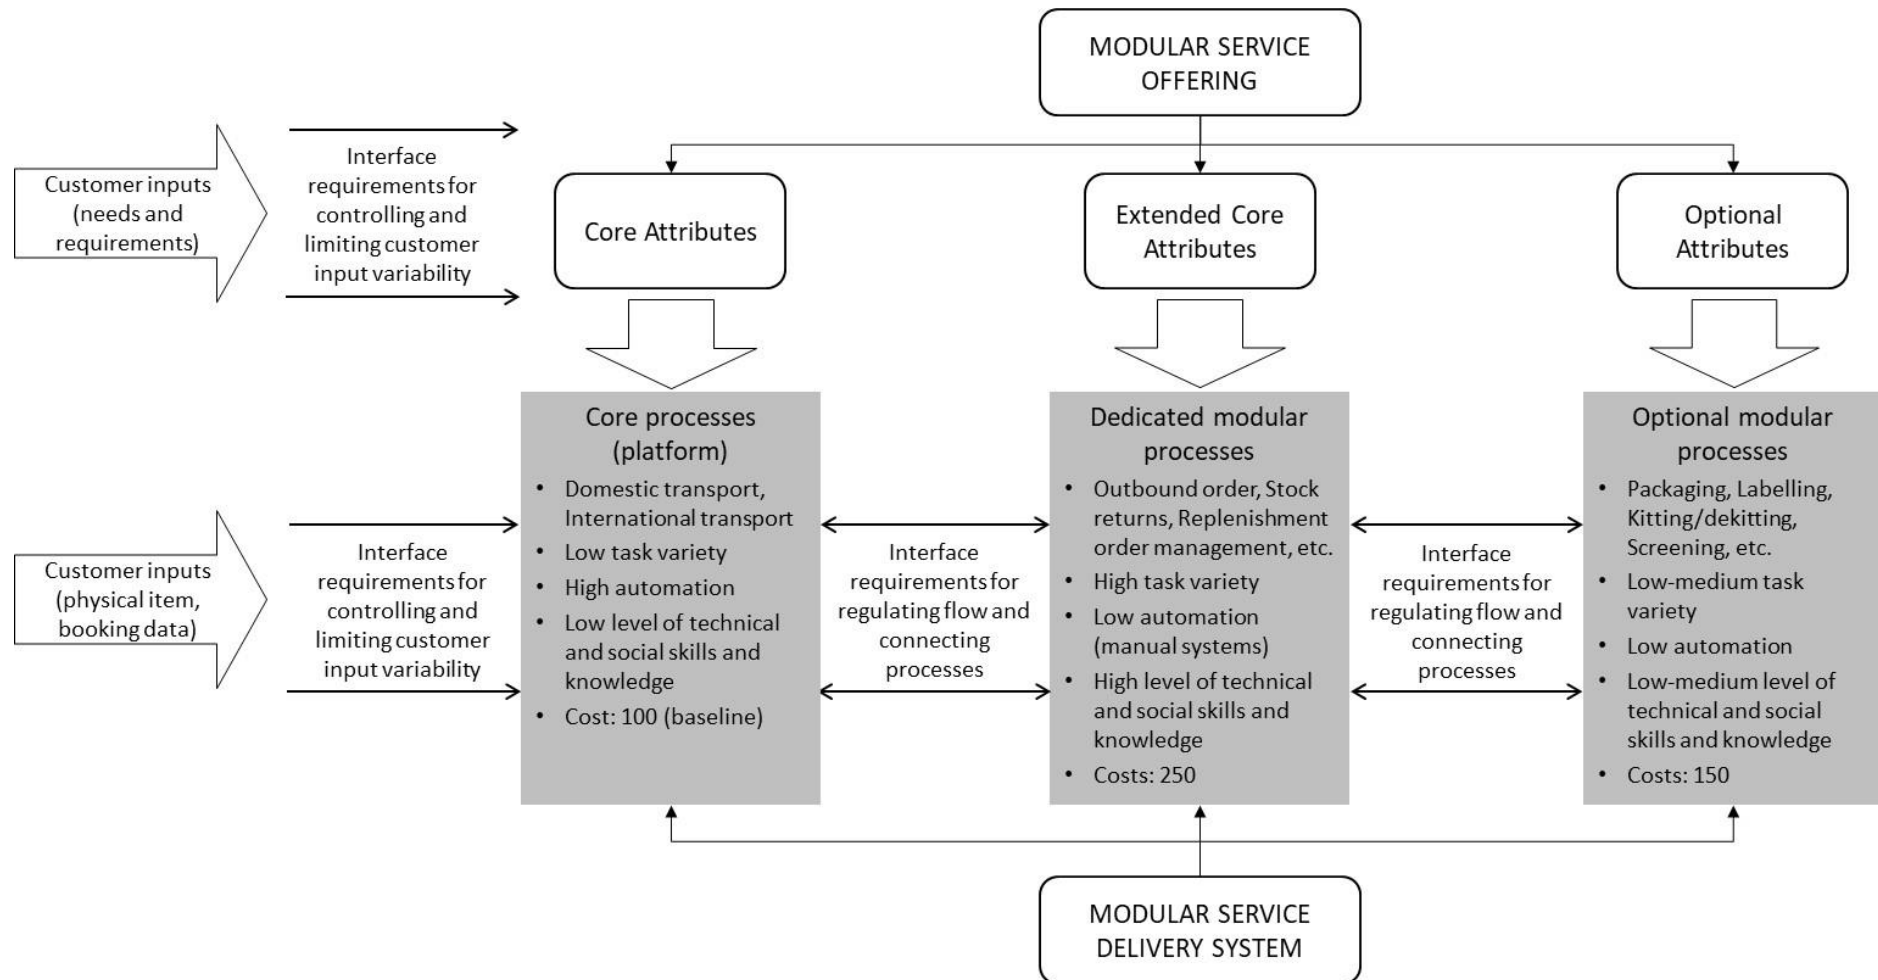 MODULAR SERVICE
OFFERING
Customer inputs
(needs and
requirements)
Interface
requirements for
controlling and
limiting customer
input variability
Core Attributes
Extended Core
Attributes
Optional
Attributes
Customer inputs
(physical item,
booking data)
Interface
requirements for
controlling and
limiting customer
input variability
Core processes
(platform)
• Domestic transport,
International transport
• Low task variety
• High automation
• Low level of technical
and social skills and
knowledge
• Cost: 100 (baseline)
Interface
requirements for
regulating flow and
connecting
processes
Dedicated modular
processes
• Outbound order, Stock
returns, Replenishment
order management, etc.
• High task variety
• Low automation
(manual systems)
• High level of technical
and social skills and
knowledge
• Costs: 250
Interface
requirements for
regulating flow and
connecting
processes
Optional modular
processes
• Packaging, Labelling,
Kitting/dekitting,
Screening, etc.
• Low-medium task
variety
• Low automation
• Low-medium level of
technical and social
skills and knowledge
• Costs: 150
MODULAR SERVICE
DELIVERY SYSTEM